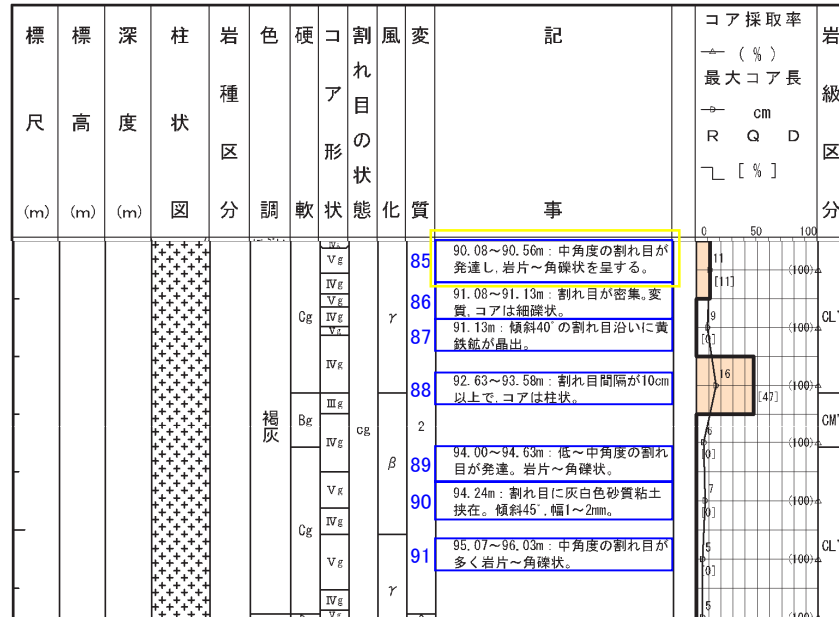 標尺(m)
標高(m)
深度(m)
柱状図
岩種区分
色調
硬軟
コア形状
割れ目の状態
風化
変質
記事
コア採取率
(%)
最大コア長
cm
R Q D
[%]
岩級区分
0 50 100
褐灰
Cg
Bg
Cg
Ⅴg
Ⅳg
Ⅴg
Ⅳg
Ⅴg
Ⅳg
Ⅲg
Ⅳg
Ⅴg
Ⅳg
Ⅴg
Ⅳg
cg
γ
β
γ
2
85
90.08~90.56m:中角度の割れ目が
発達し、岩片~角礫状を呈する。
86
91.08~91.13m:割れ目が密集。変
質、コアは細礫状。
87
91.13m:傾斜40°の割れ目沿いに黄
鉄鉱が晶出。
88
92.63~93.58m:割れ目間隔が10cm
以上で、コアは柱状。
89
94.00~94.63m:低~中角度の割れ
目が発達。岩片~角礫状。
90
94.24m:割れ目に灰白色砂質粘土
挟在。傾斜45°、幅1~2mm。
91
95.07~96.03m:中角度の割れ目が
多く岩片~角礫状。
11
[11]
(100)
9
[0]
(100)
16
[47]
(100)
6
[0]
(100)
7
[0]
(100)
5
[0]
(100)
5
CL
CM
CL